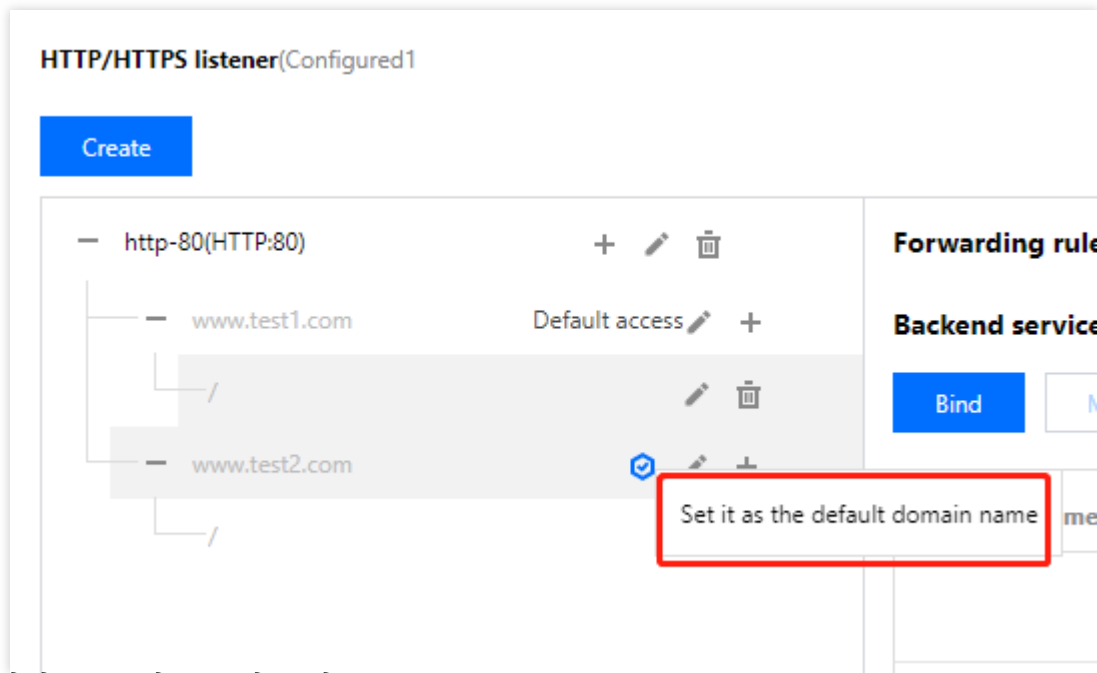 HTTP/HTTPS listener(Configured1
Create
http-80(HTTP:80)
www.test1.com Default access
/
www.test2.com
/
Set it as the default domain name
Forwarding rule
Backend service
Bind